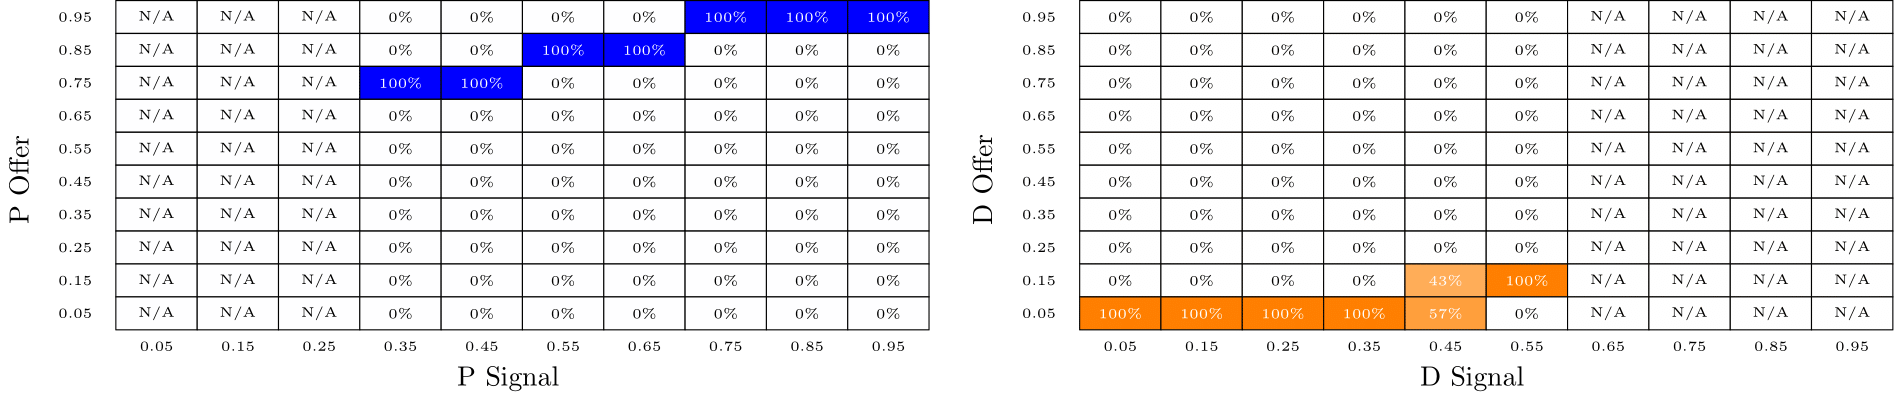 P Offer
0.95 N/A N/A N/A 0% 0% 0% 0% 100% 100% 100%
0.85 N/A N/A N/A 0% 0% 100% 100% 0% 0% 0%
0.75 N/A N/A N/A 100% 100% 0% 0% 0% 0% 0%
0.65 N/A N/A N/A 0% 0% 0% 0% 0% 0% 0%
0.55 N/A N/A N/A 0% 0% 0% 0% 0% 0% 0%
0.45 N/A N/A N/A 0% 0% 0% 0% 0% 0% 0%
0.35 N/A N/A N/A 0% 0% 0% 0% 0% 0% 0%
0.25 N/A N/A N/A 0% 0% 0% 0% 0% 0% 0%
0.15 N/A N/A N/A 0% 0% 0% 0% 0% 0% 0%
0.05 N/A N/A N/A 0% 0% 0% 0% 0% 0% 0%
0.05 0.15 0.25 0.35 0.45 0.55 0.65 0.75 0.85 0.95
P Signal
D Offer
0.95 0% 0% 0% 0% 0% 0% N/A N/A N/A N/A
0.85 0% 0% 0% 0% 0% 0% N/A N/A N/A N/A
0.75 0% 0% 0% 0% 0% 0% N/A N/A N/A N/A
0.65 0% 0% 0% 0% 0% 0% N/A N/A N/A N/A
0.55 0% 0% 0% 0% 0% 0% N/A N/A N/A N/A
0.45 0% 0% 0% 0% 0% 0% N/A N/A N/A N/A
0.35 0% 0% 0% 0% 0% 0% N/A N/A N/A N/A
0.25 0% 0% 0% 0% 0% 0% N/A N/A N/A N/A
0.15 0% 0% 0% 0% 43% 100% N/A N/A N/A N/A
0.05 100% 100% 100% 100% 57% 0% N/A N/A N/A N/A
0.05 0.15 0.25 0.35 0.45 0.55 0.65 0.75 0.85 0.95
D Signal